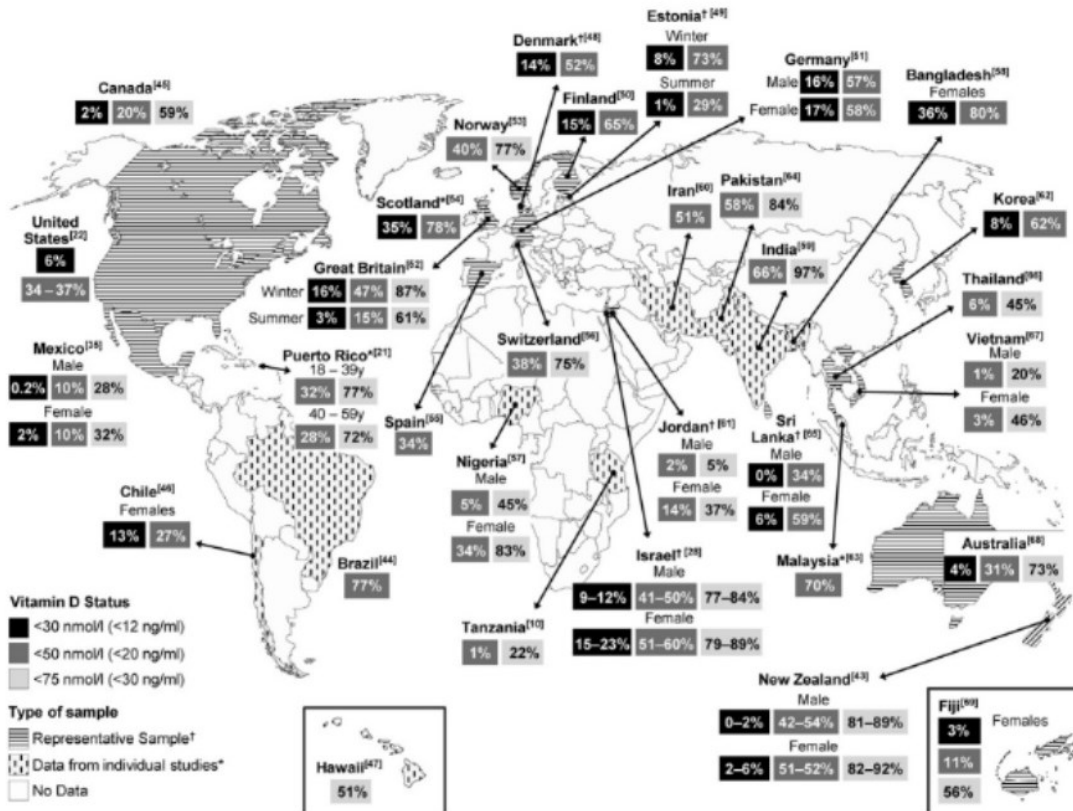 Canada[45]
2% 20% 59%
Denmark†[48]
14% 52%
Estonia†[49]
Winter
8% 73%
Summer
1% 29%
Germany[51]
Male 16% 57%
Female 17% 58%
Bangladesh[58]
Females
36% 80%
Finland[50]
15% 65%
Norway[53]
40% 77%
Scotland*[54]
35% 78%
Iran[60]
51%
Pakistan[64]
58% 84%
India[59]
66% 97%
Korea[62]
8% 62%
United
States[22]
6%
34–37%
Great Britain[52]
Winter 16% 47% 87%
Summer 3% 15% 61%
Thailand[66]
6% 45%
Vietnam[67]
Male
1% 20%
Female
3% 46%
Mexico[25]
Male
0.2% 10% 28%
Female
2% 10% 32%
Puerto Rico*[21]
18 – 39y
32% 77%
40 – 59y
28% 72%
Switzerland[56]
38% 75%
Spain[55]
34%
Nigeria[57]
Male
5% 45%
Female
34% 83%
Jordan†[61]
Male
2% 5%
Female
14% 37%
Sri
Lanka†[65]
Male
0% 34%
Female
6% 59%
Chile[46]
Females
13% 27%
Brazil[44]
77%
Israel†[28]
Male
9–12% 41–50% 77–84%
Female
15–23% 51–60% 79–89%
Malaysia*[63]
70%
Australia[68]
4% 31% 73%
Tanzania[10]
1% 22%
New Zealand[43]
Male
0–2% 42–54% 81–89%
Female
2–6% 51–52% 82–92%
Fiji[69]
Females
3%
11%
56%
Hawaii[47]
51%
Vitamin D Status
<30 nmol/l (<12 ng/ml)
<50 nmol/l (<20 ng/ml)
<75 nmol/l (<30 ng/ml)
Type of sample
Representative Sample†
Data from individual studies*
No Data